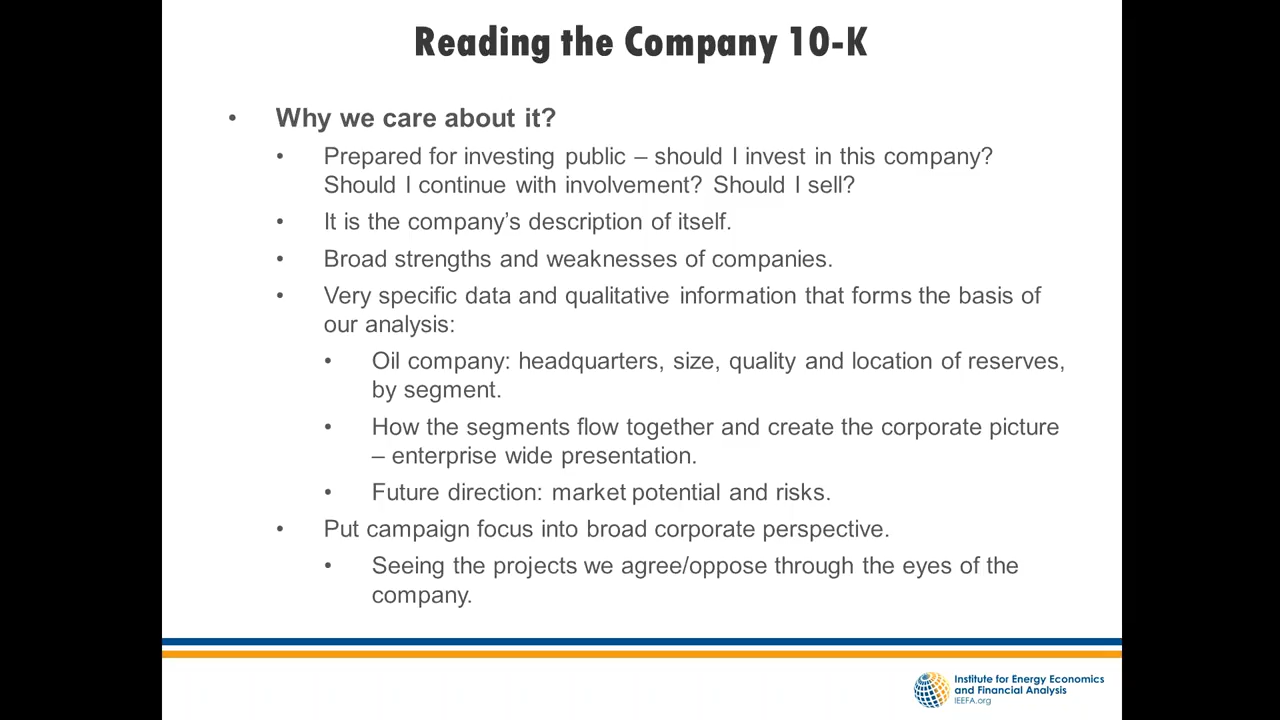 Reading the Company 10-K
• Why we care about it?
• Prepared for investing public – should I invest in this company?
Should I continue with involvement? Should I sell?
• It is the company’s description of itself.
• Broad strengths and weaknesses of companies.
• Very specific data and qualitative information that forms the basis of
our analysis:
• Oil company: headquarters, size, quality and location of reserves,
by segment.
• How the segments flow together and create the corporate picture
– enterprise wide presentation.
• Future direction: market potential and risks.
• Put campaign focus into broad corporate perspective.
• Seeing the projects we agree/oppose through the eyes of the
company.
Institute for Energy Economics
and Financial Analysis
IEEFA.org